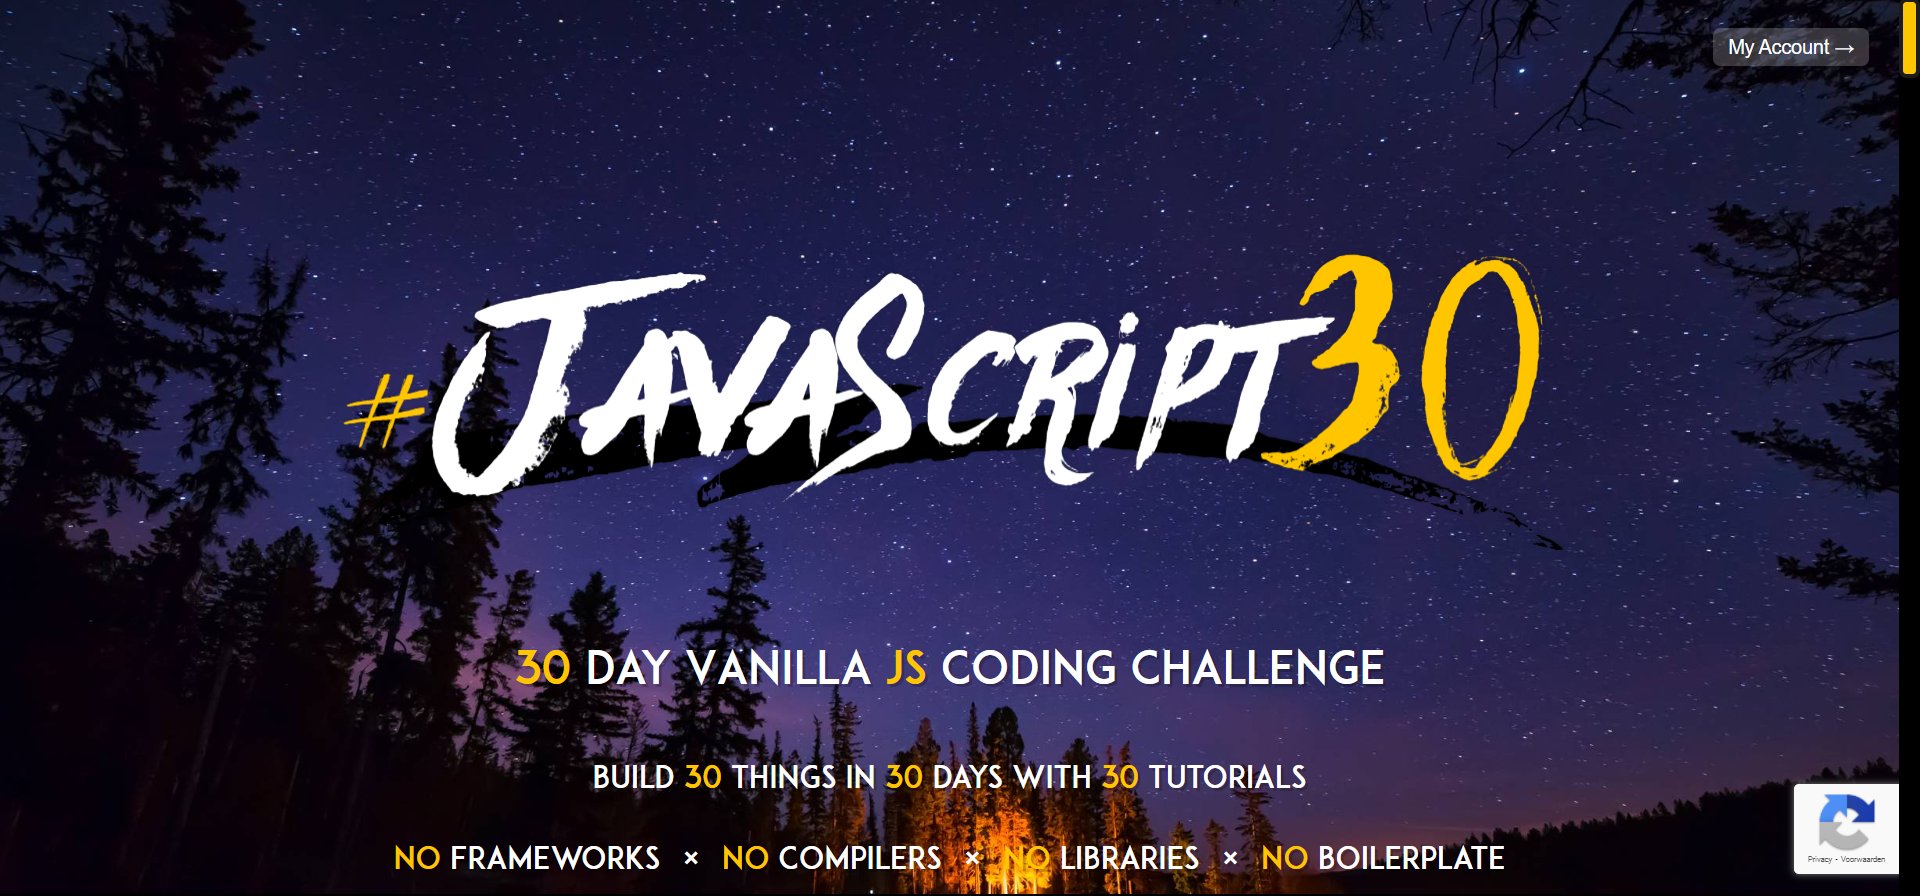 My Account →
#JavaScript30
30 DAY VANILLA JS CODING CHALLENGE
BUILD 30 THINGS IN 30 DAYS WITH 30 TUTORIALS
NO FRAMEWORKS × NO COMPILERS × NO LIBRARIES × NO BOILERPLATE
Privacy - Voorwaarden